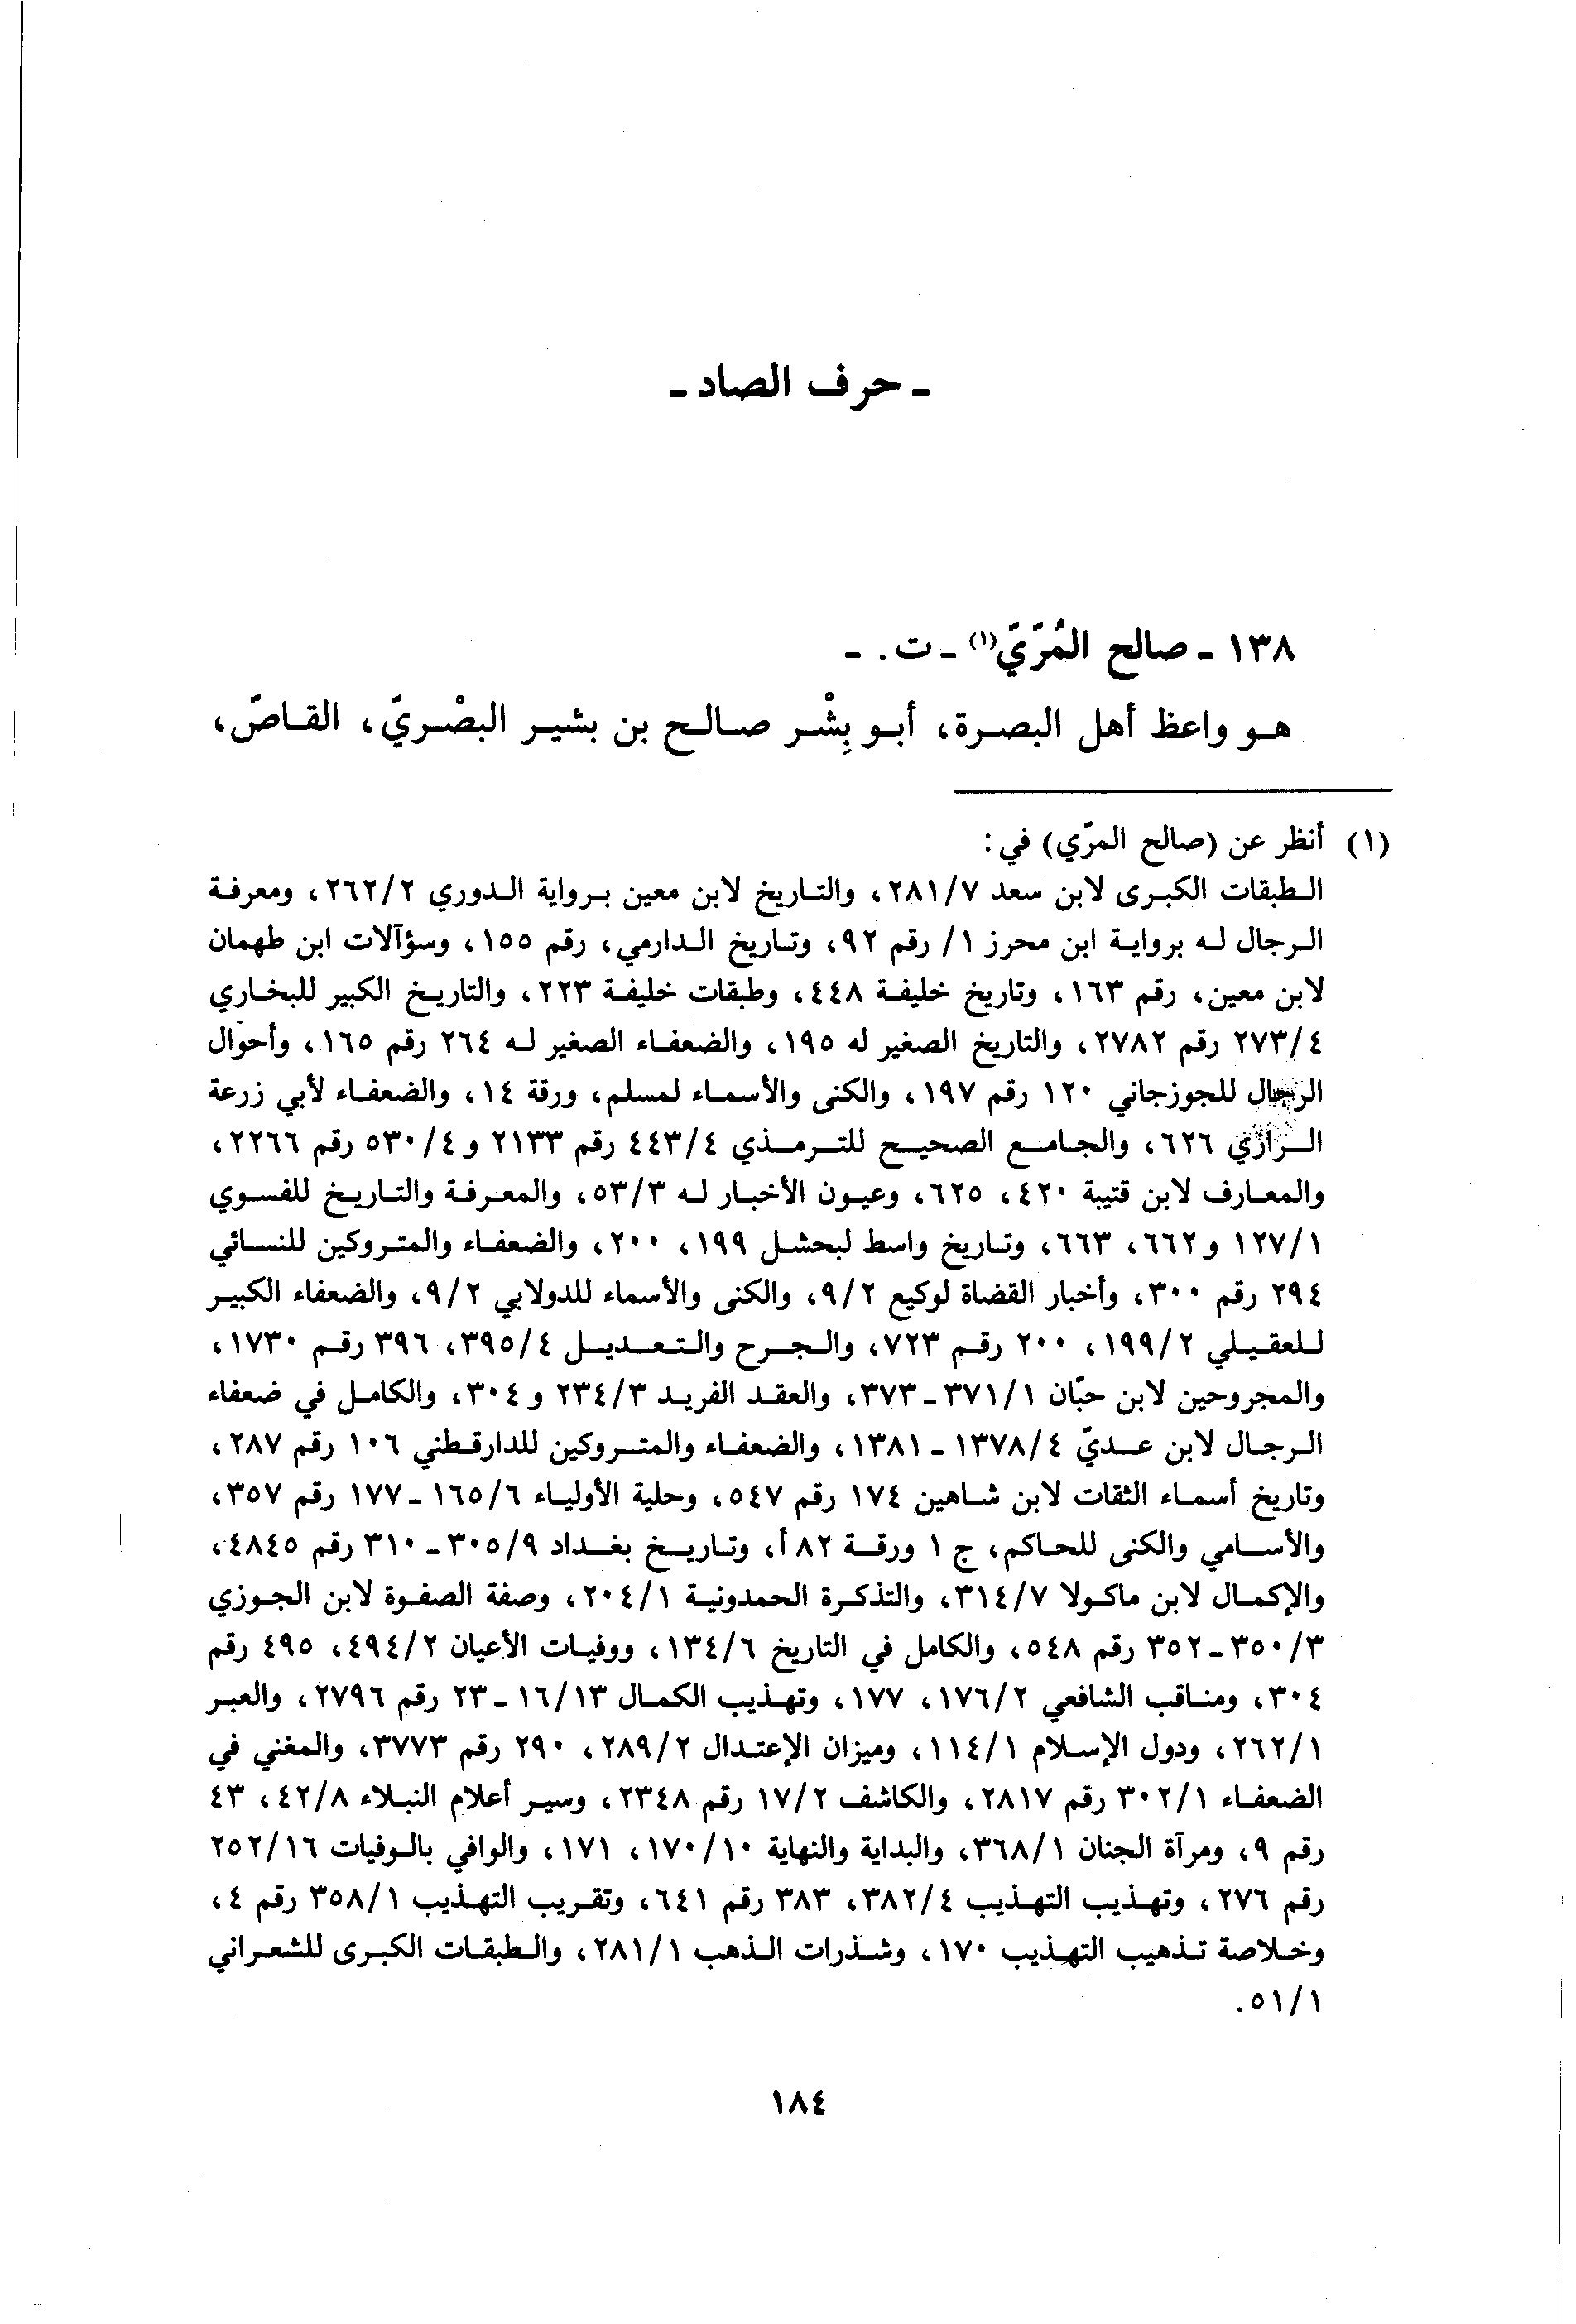 ـ حرف الصاد ـ
١٣٨ ـ صالح المُرّيّ(١) ـ ت. ـ
هو واعظ أهل البصرة، أبو بِشْر صالح بن بشير البصْريّ، القاصّ،
(١) أنظر عن (صالح المرّي) في:
الطبقات الكبرى لابن سعد ٢٨١/٧، والتاريخ لابن معين برواية الدوري ٢٦٢/٢، ومعرفة
الرجال له برواية ابن محرز ١/ رقم ٩٢، وتاريخ الدارمي، رقم ١٥٥، وسؤآلات ابن طهمان
لابن معين، رقم ١٦٣، وتاريخ خليفة ٤٤٨، وطبقات خليفة ٢٢٣، والتاريخ الكبير للبخاري
٢٧٣/٤ رقم ٢٧٨٢، والتاريخ الصغير له ١٩٥، والضعفاء الصغير له ٢٦٤ رقم ١٦٥، وأحوال
الرجال للجوزجاني ١٢٠ رقم ١٩٧، والكنى والأسماء لمسلم، ورقة ١٤، والضعفاء لأبي زرعة
الرازي ٦٢٦، والجامع الصحيح للترمذي ٤٤٣/٤ رقم ٢١٣٣ و ٥٣٠/٤ رقم ٢٢٦٦،
والمعارف لابن قتيبة ٤٢٠، ٦٢٥، وعيون الأخبار له ٥٣/٣، والمعرفة والتاريخ للفسوي
١٢٧/١ و٦٦٢، ٦٦٣، وتاريخ واسط لبحشل ١٩٩، ٢٠٠، والضعفاء والمتروكين للنسائي
٢٩٤ رقم ٣٠٠، وأخبار القضاة لوكيع ٩/٢، والكنى والأسماء للدولابي ٩/٢، والضعفاء الكبير
للعقيلي ١٩٩/٢، ٢٠٠ رقم ٧٢٣، والجرح والتعديل ٣٩٥/٤، ٣٩٦ رقم ١٧٣٠،
والمجروحين لابن حبّان ٣٧١/١ ـ ٣٧٣، والعقد الفريد ٢٣٤/٣ و ٣٠٤، والكامل في ضعفاء
الرجال لابن عديّ ١٣٧٨/٤ ـ ١٣٨١، والضعفاء والمتروكين للدارقطني ١٠٦ رقم ٢٨٧،
وتاريخ أسماء الثقات لابن شاهين ١٧٤ رقم ٥٤٧، وحلية الأولياء ١٦٥/٦ ـ ١٧٧ رقم ٣٥٧،
والأسامي والكنى للحاكم، ج ١ ورقة ٨٢ أ، وتاريخ بغداد ٣٠٥/٩ ـ ٣١٠ رقم ٤٨٤٥،
والإكمال لابن ماكولا ٣١٤/٧، والتذكرة الحمدونية ٢٠٤/١، وصفة الصفوة لابن الجوزي
٣٥٠/٣ ـ ٣٥٢ رقم ٥٤٨، والكامل في التاريخ ١٣٤/٦، ووفيات الأعيان ٤٩٤/٢، ٤٩٥ رقم
٣٠٤، ومناقب الشافعي ١٧٦/٢، ١٧٧، وتهذيب الكمال ١٦/١٣ ـ ٢٣ رقم ٢٧٩٦، والعبر
٢٦٢/١، ودول الإسلام ١١٤/١، وميزان الإعتدال ٢٨٩/٢، ٢٩٠ رقم ٣٧٧٣، والمغني في
الضعفاء ٣٠٢/١ رقم ٢٨١٧، والكاشف ١٧/٢ رقم ٢٣٤٨، وسير أعلام النبلاء ٤٢/٨، ٤٣
رقم ٩، ومرآة الجنان ٣٦٨/١، والبداية والنهاية ١٧٠/١٠، ١٧١، والوافي بالوفيات ٢٥٢/١٦
رقم ٢٧٦، وتهذيب التهذيب ٣٨٢/٤، ٣٨٣ رقم ٦٤١، وتقريب التهذيب ٣٥٨/١ رقم ٤،
وخلاصة تذهيب التهذيب ١٧٠، وشذرات الذهب ٢٨١/١، والطبقات الكبرى للشعراني
٥١/١.
١٨٤